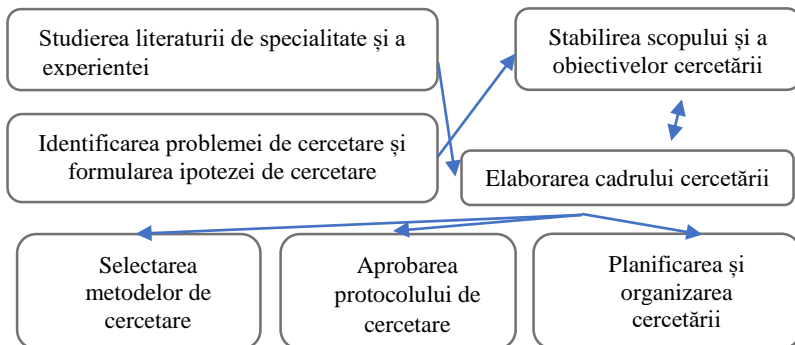 Studierea literaturii de specialitate și a
experienței
Stabilirea scopului și a
obiectivelor cercetării
Identificarea problemei de cercetare și
formularea ipotezei de cercetare
Elaborarea cadrului cercetării
Selectarea
metodelor de
cercetare
Aprobarea
protocolului de
cercetare
Planificarea și
organizarea
cercetării